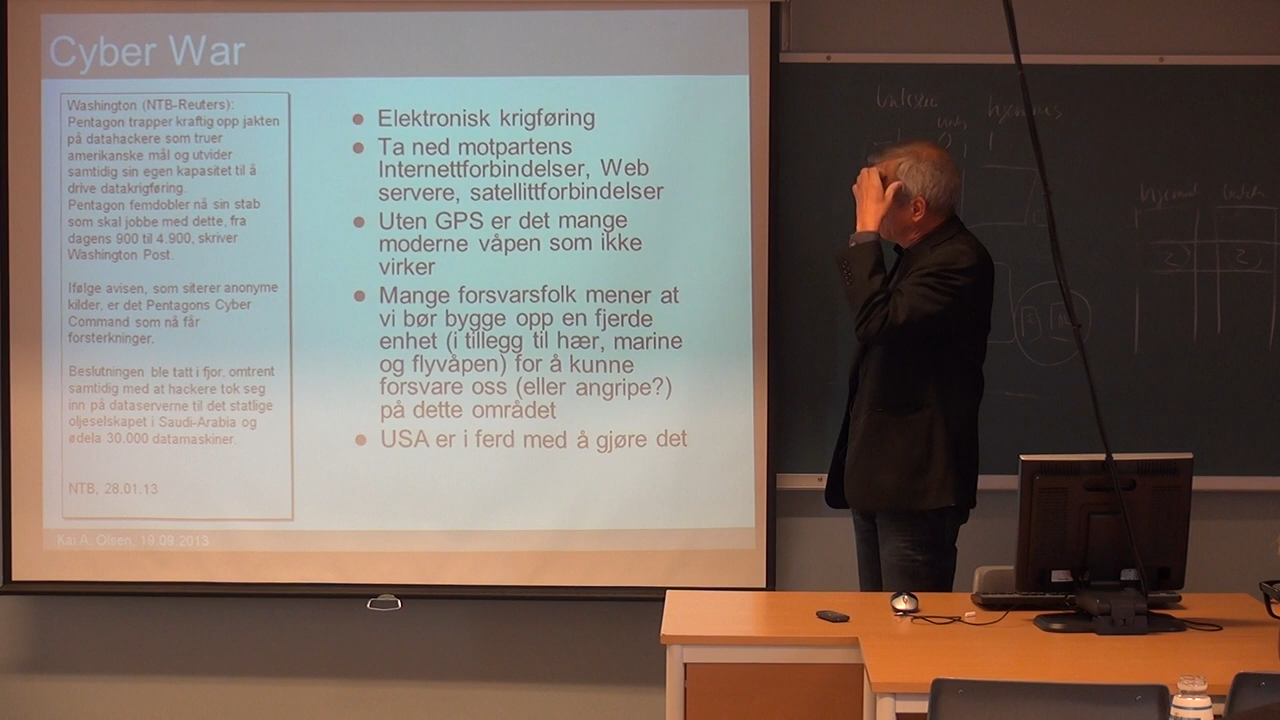 Cyber War
Washington (NTB-Reuters):
Pentagon trapper kraftig opp jakten
på datahackere som truer
amerikanske mål og utvider
samtidig sin egen kapasitet til å
drive datakrigføring.
Pentagon femdobler nå sin stab
som skal jobbe med dette, fra
dagens 900 til 4.900, skriver
Washington Post.
Ifølge avisen, som siterer anonyme
kilder, er det Pentagons Cyber
Command som nå får
forsterkninger.
Beslutningen ble tatt i fjor, omtrent
samtidig med at hackere tok seg
inn på dataserverne til det statlige
oljeselskapet i Saudi-Arabia og
ødela 30.000 datamaskiner.
NTB, 28.01.13
Elektronisk krigføring
Ta ned motpartens
Internettforbindelser, Web
servere, satellittforbindelser
Uten GPS er det mange
moderne våpen som ikke
virker
Mange forsvarsfolk mener at
vi bør bygge opp en fjerde
enhet (i tillegg til hær, marine
og flyvåpen) for å kunne
forsvare oss (eller angripe?)
på dette området
USA er i ferd med å gjøre det
Kai A. Olsen, 19.09.2013